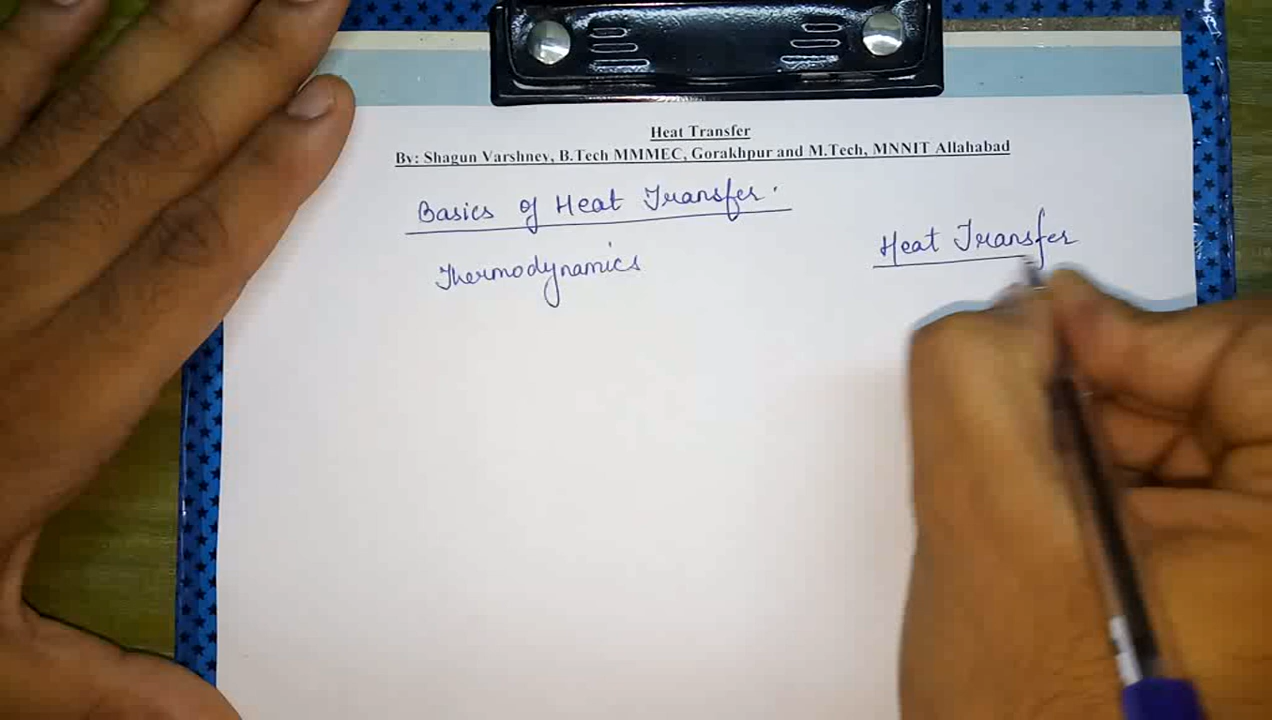 Heat Transfer
By: Shagun Varshney, B.Tech MMMEC, Gorakhpur and M.Tech, MNNIT Allahabad
Basics of Heat Transfer.
Thermodynamics
Heat Transfer